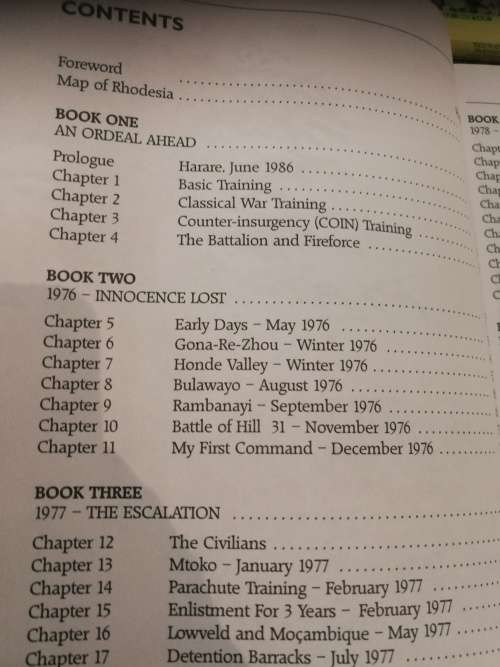 CONTENTS
Foreword
Map of Rhodesia
BOOK ONE
AN ORDEAL AHEAD
Prologue Harare, June 1986
Chapter 1 Basic Training
Chapter 2 Classical War Training
Chapter 3 Counter-insurgency (COIN) Training
Chapter 4 The Battalion and Fireforce
BOOK TWO
1976 – INNOCENCE LOST
Chapter 5 Early Days – May 1976
Chapter 6 Gona-Re-Zhou – Winter 1976
Chapter 7 Honde Valley – Winter 1976
Chapter 8 Bulawayo – August 1976
Chapter 9 Rambanayi – September 1976
Chapter 10 Battle of Hill 31 – November 1976
Chapter 11 My First Command – December 1976
BOOK THREE
1977 – THE ESCALATION
Chapter 12 The Civilians
Chapter 13 Mtoko – January 1977
Chapter 14 Parachute Training – February 1977
Chapter 15 Enlistment For 3 Years – February 1977
Chapter 16 Lowveld and Moçambique – May 1977
Chapter 17 Detention Barracks – July 1977
BOOK
1978 –